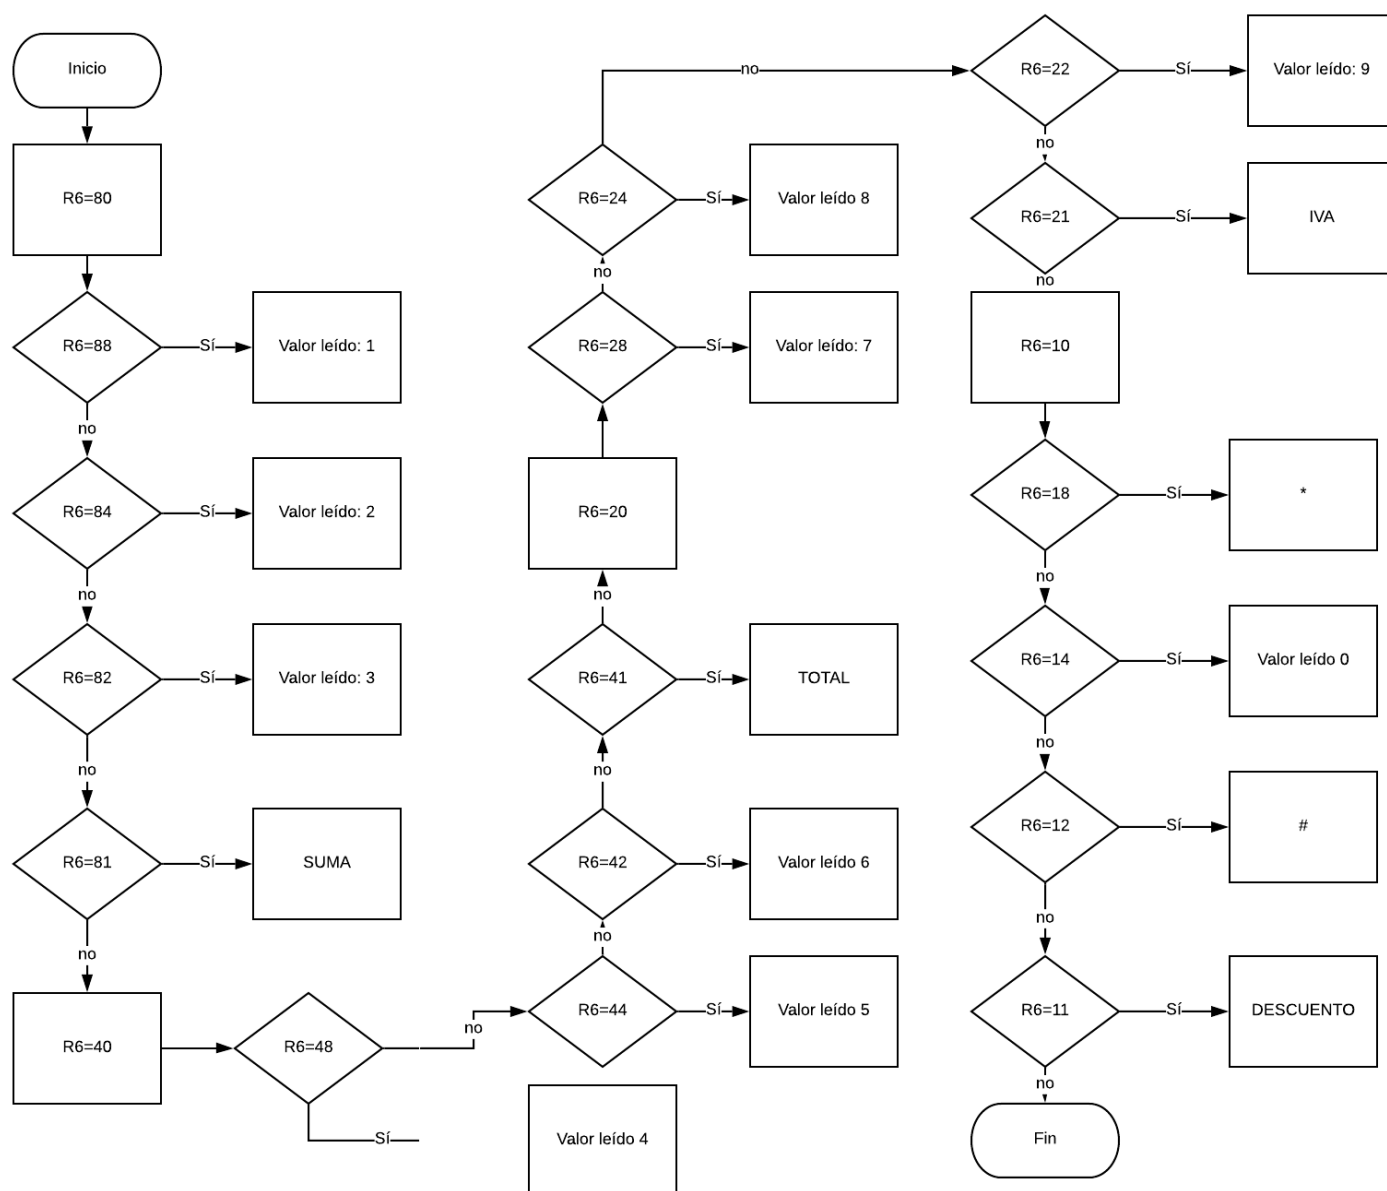 Inicio
R6=80
R6=88
Sí
Valor leído: 1
no
R6=84
Sí
Valor leído: 2
no
R6=82
Sí
Valor leído: 3
no
R6=81
Sí
SUMA
no
R6=40
R6=48
Sí
Valor leído 4
no
R6=44
Sí
Valor leído 5
no
R6=42
Sí
Valor leído 6
no
R6=41
Sí
TOTAL
no
R6=20
R6=28
Sí
Valor leído: 7
no
R6=24
Sí
Valor leído 8
no
R6=22
Sí
Valor leído: 9
no
R6=21
Sí
IVA
no
R6=10
R6=18
Sí
*
no
R6=14
Sí
Valor leído 0
no
R6=12
Sí
#
no
R6=11
Sí
DESCUENTO
no
Fin